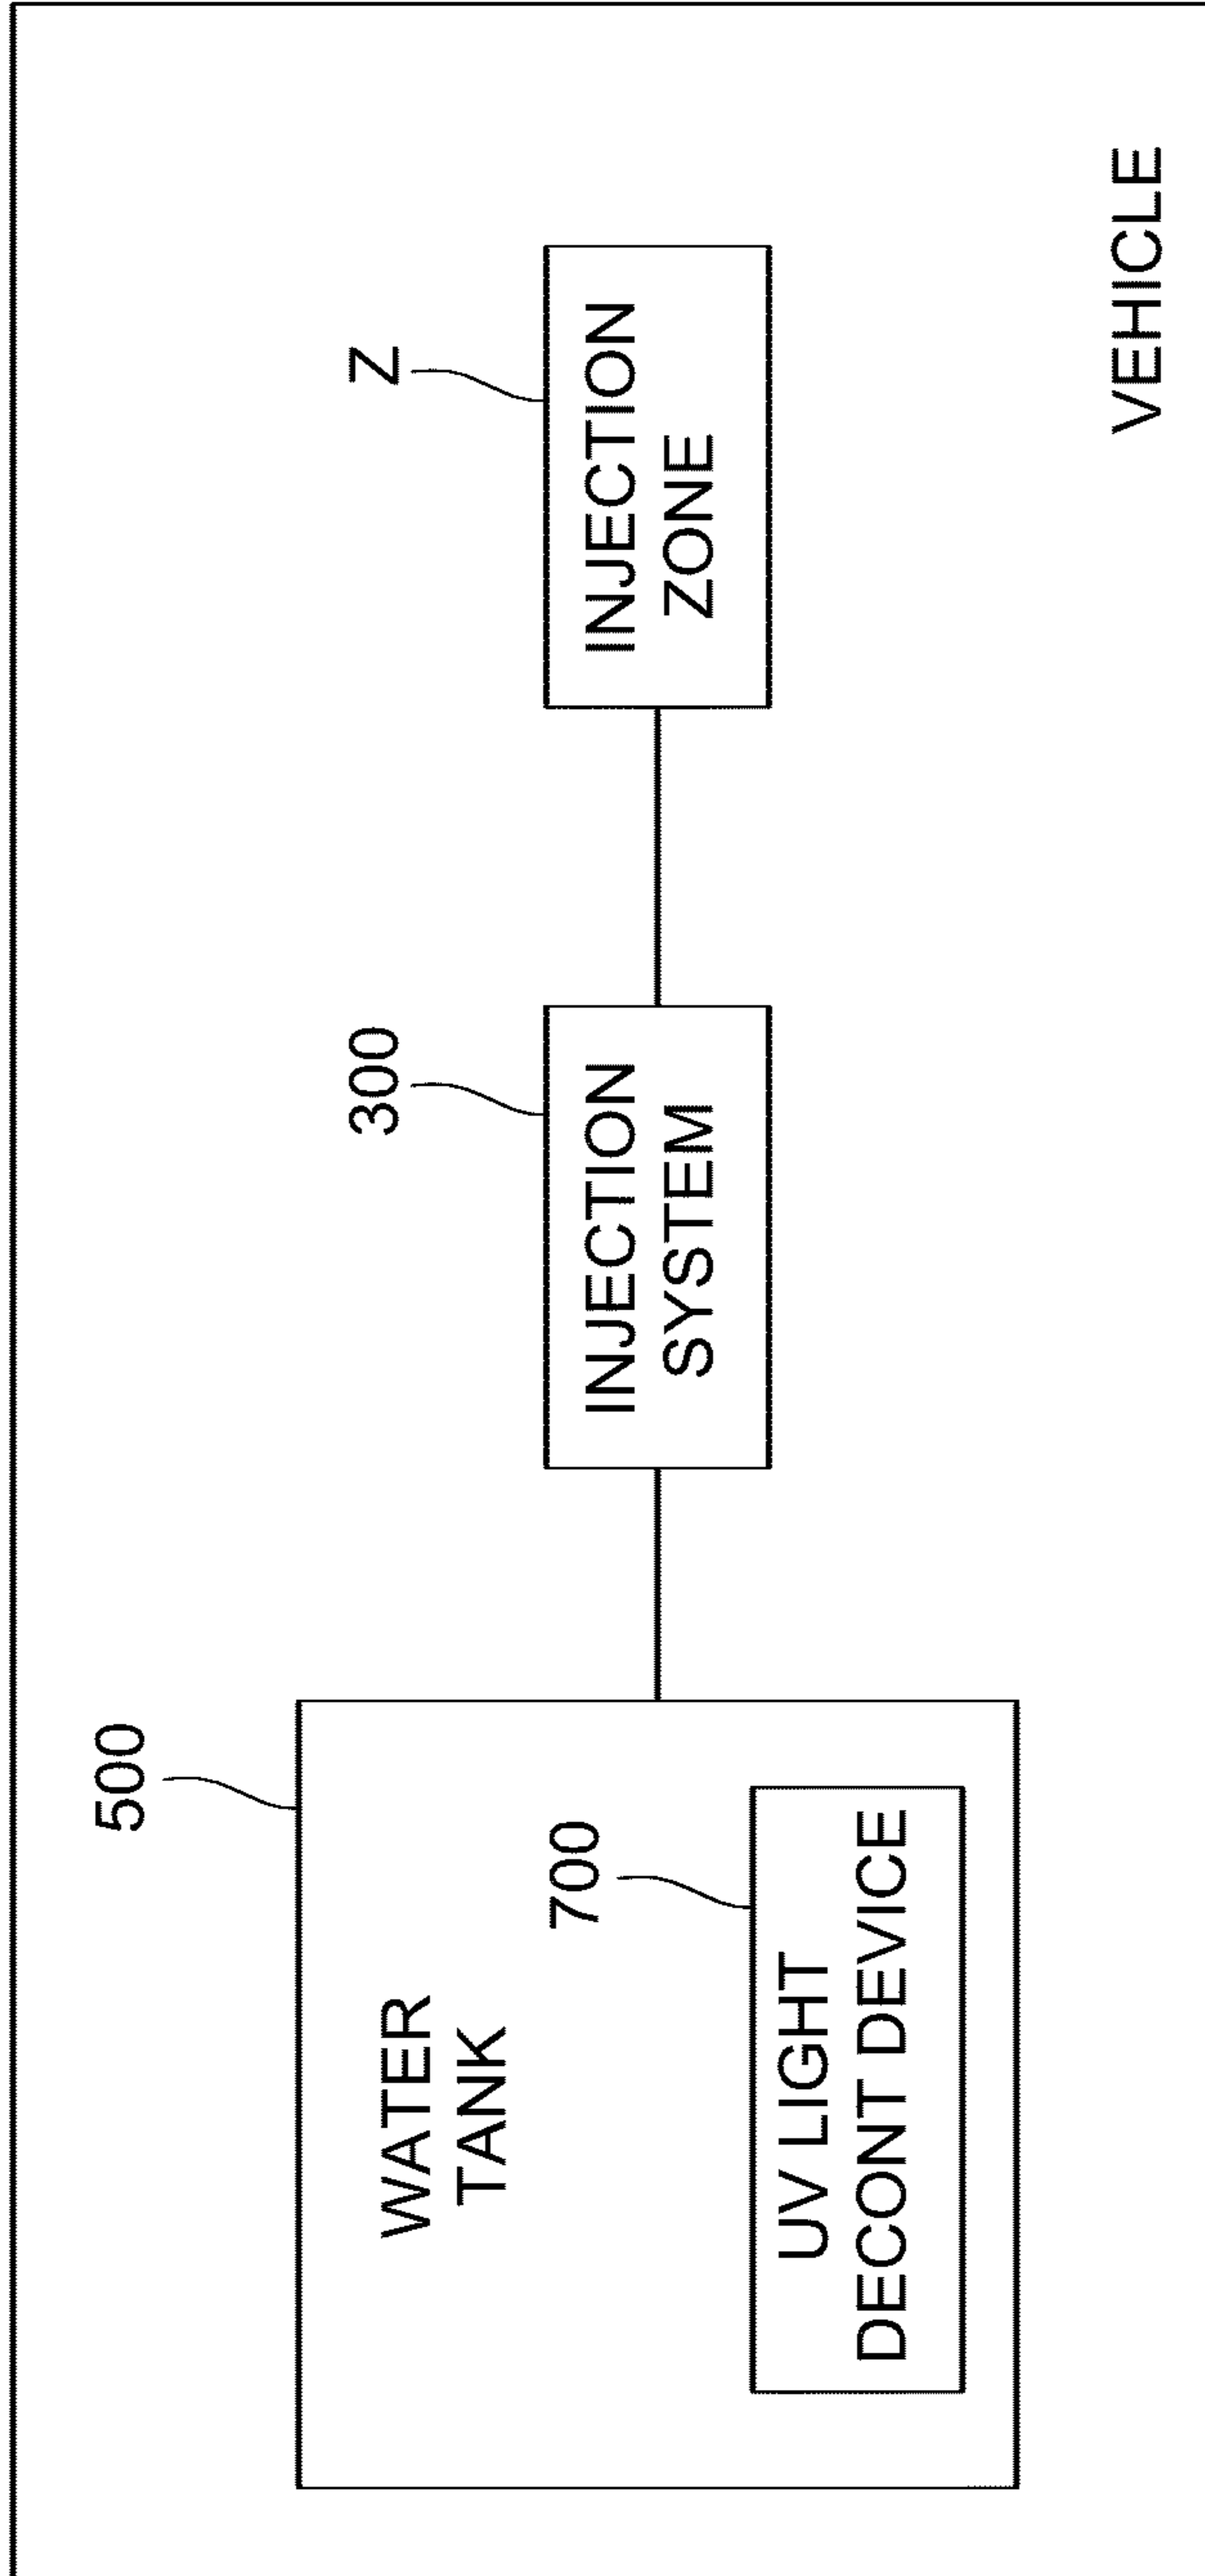 500
WATER
TANK
700
UV LIGHT
DECONT DEVICE
300
INJECTION
SYSTEM
Z
INJECTION
ZONE
VEHICLE